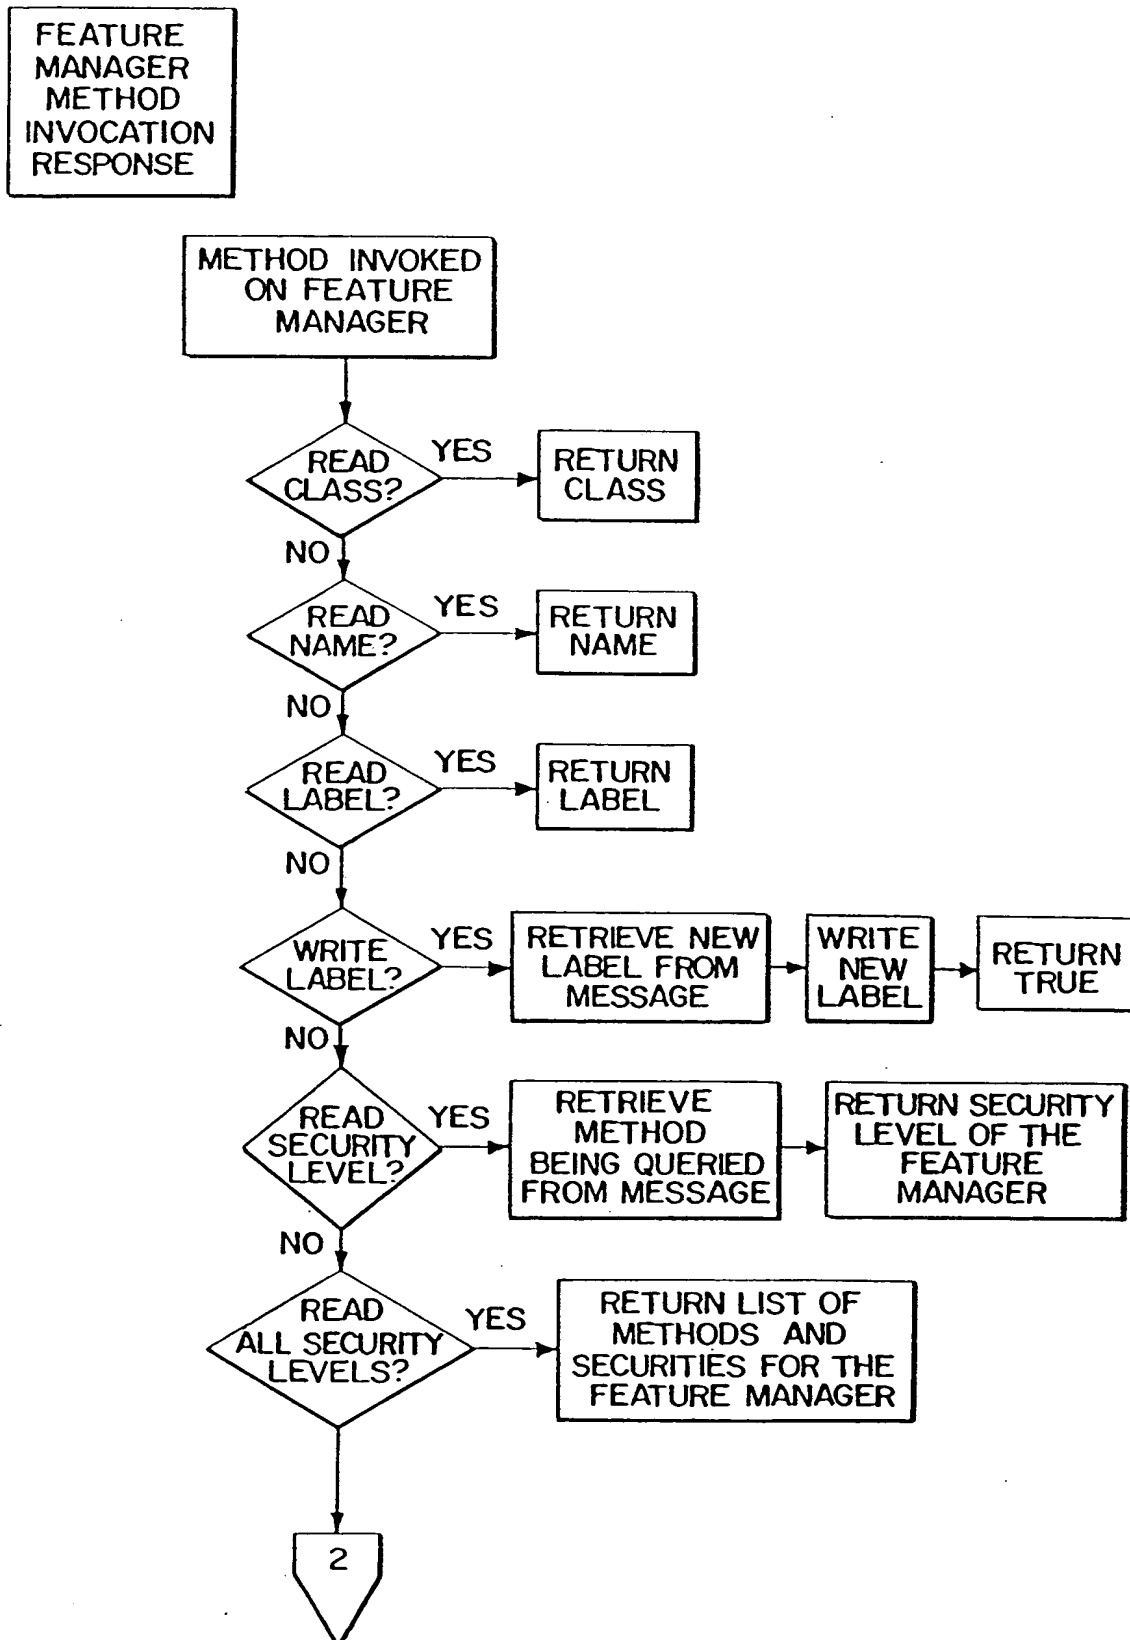 FEATURE
MANAGER
METHOD
INVOCATION
RESPONSE
METHOD INVOKED
ON FEATURE
MANAGER
READ
CLASS?
YES
RETURN
CLASS
NO
READ
NAME?
YES
RETURN
NAME
NO
READ
LABEL?
YES
RETURN
LABEL
NO
WRITE
LABEL?
YES
RETRIEVE NEW
LABEL FROM
MESSAGE
WRITE
NEW
LABEL
RETURN
TRUE
NO
READ
SECURITY
LEVEL?
YES
RETRIEVE
METHOD
BEING QUERIED
FROM MESSAGE
RETURN SECURITY
LEVEL OF THE
FEATURE
MANAGER
NO
READ
ALL SECURITY
LEVELS?
YES
RETURN LIST OF
METHODS AND
SECURITIES FOR THE
FEATURE MANAGER
2